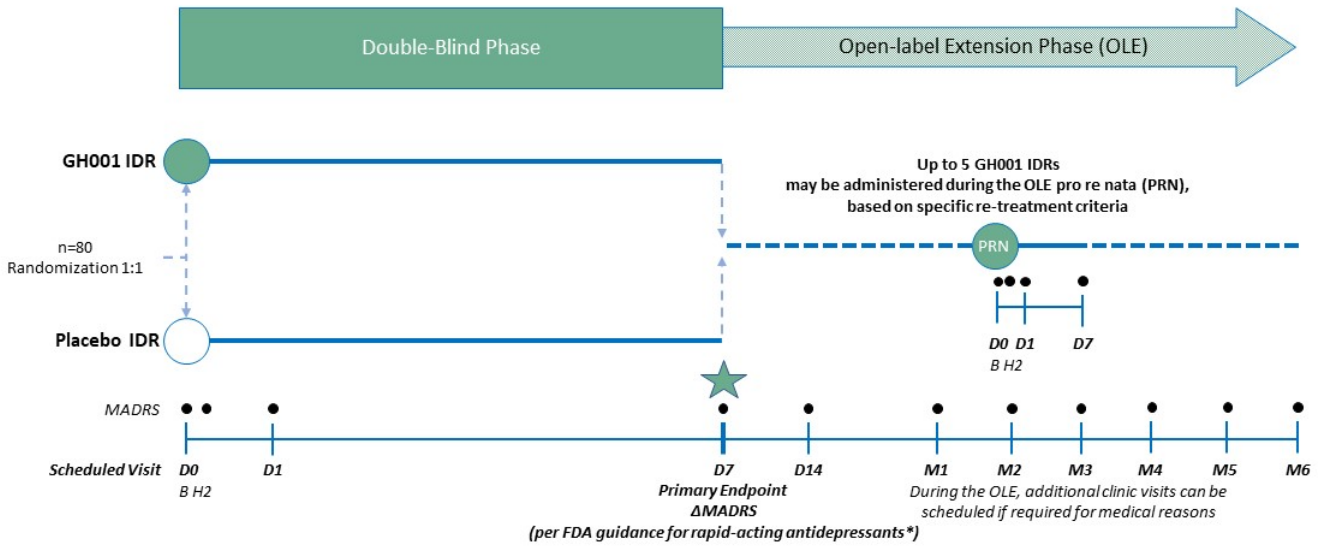 Double-Blind Phase
Open-label Extension Phase (OLE)
GH001 IDR
Up to 5 GH001 IDRs
may be administered during the OLE pro re nata (PRN),
based on specific re-treatment criteria
n=80
Randomization 1:1
PRN
Placebo IDR
D0 D1 D7
B H2
MADRS
Scheduled Visit D0 D1 D7 D14 M1 M2 M3 M4 M5 M6
B H2
Primary Endpoint
ΔMADRS
(per FDA guidance for rapid-acting antidepressants*)
During the OLE, additional clinic visits can be
scheduled if required for medical reasons